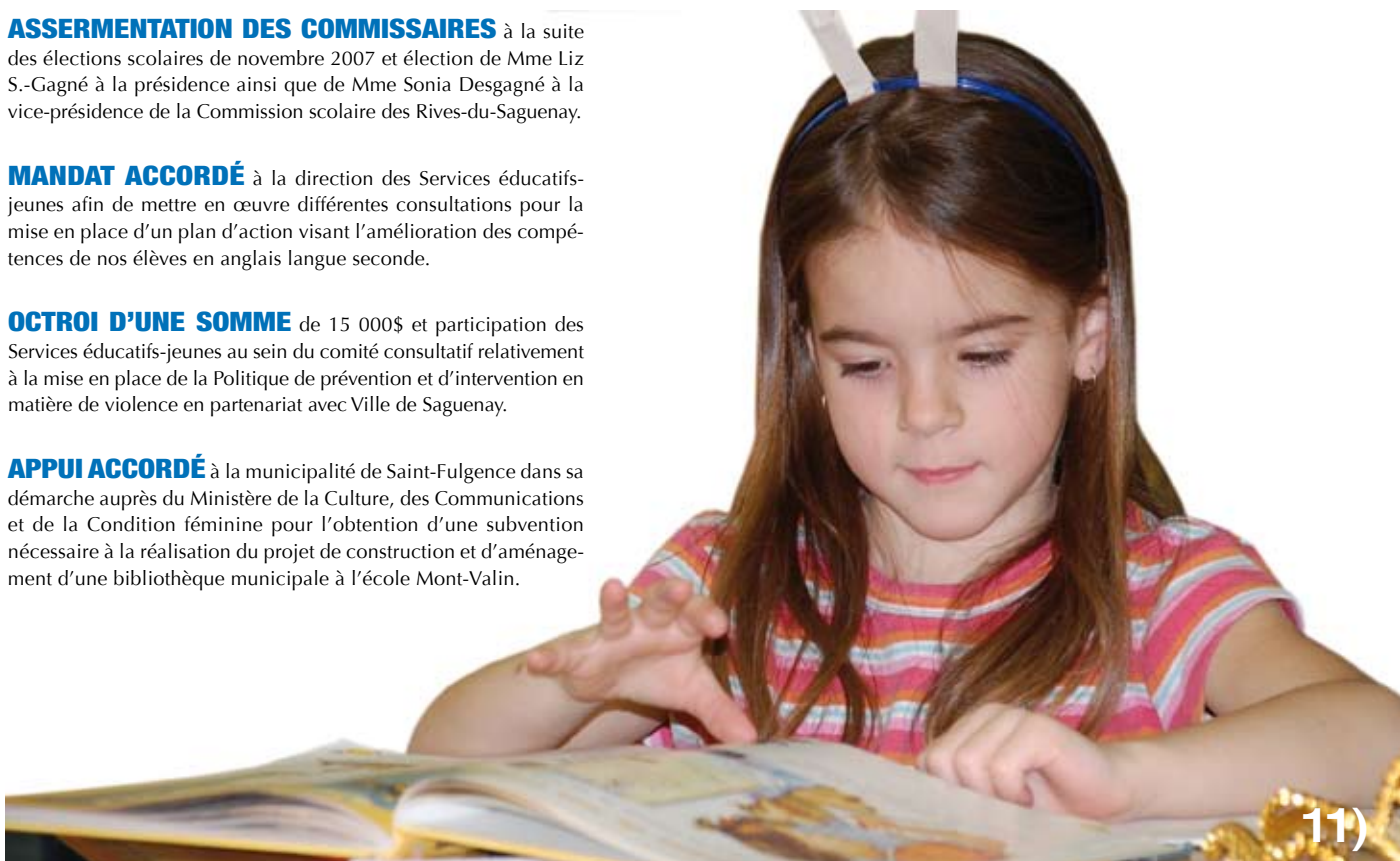 ASSERMENTATION DES COMMISSAIRES à la suite
des élections scolaires de novembre 2007 et élection de Mme Liz
S.-Gagné à la présidence ainsi que de Mme Sonia Desgagné à la
vice-présidence de la Commission scolaire des Rives-du-Saguenay.
MANDAT ACCORDÉ à la direction des Services éducatifs-
jeunes afin de mettre en œuvre différentes consultations pour la
mise en place d’un plan d’action visant l’amélioration des compé-
tences de nos élèves en anglais langue seconde.
OCTROI D’UNE SOMME de 15 000$ et participation des
Services éducatifs-jeunes au sein du comité consultatif relativement
à la mise en place de la Politique de prévention et d’intervention en
matière de violence en partenariat avec Ville de Saguenay.
APPUI ACCORDÉ à la municipalité de Saint-Fulgence dans sa
démarche auprès du Ministère de la Culture, des Communications
et de la Condition féminine pour l’obtention d’une subvention
nécessaire à la réalisation du projet de construction et d’aménage-
ment d’une bibliothèque municipale à l’école Mont-Valin.
11)